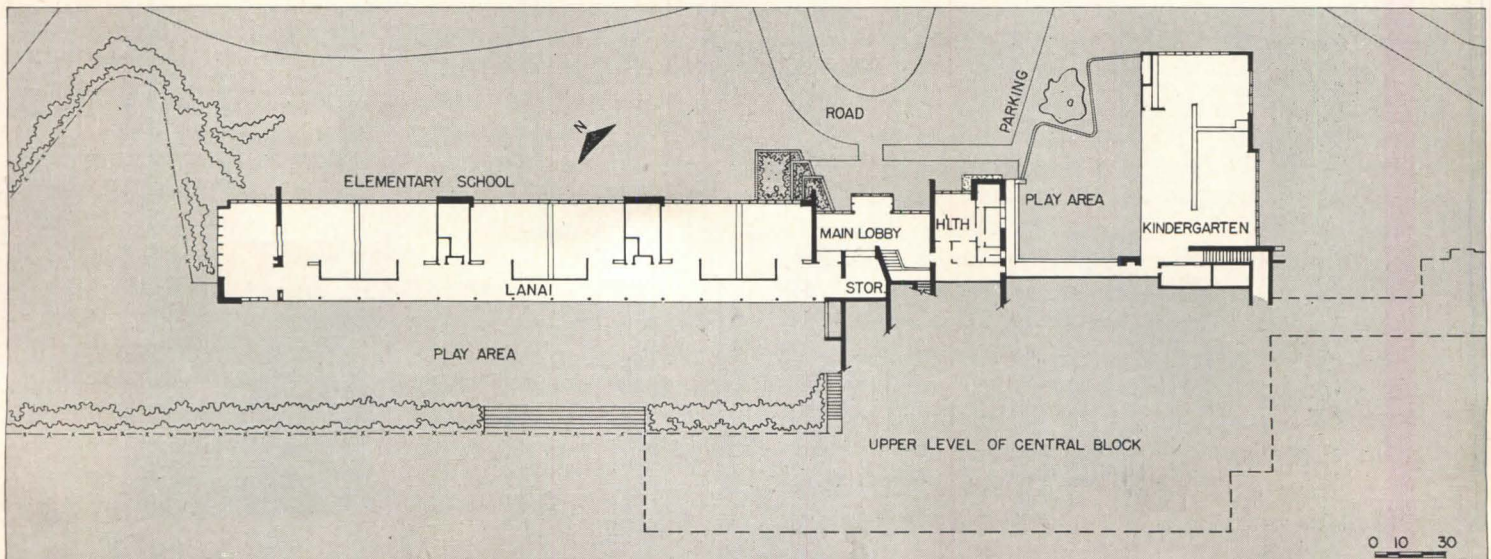 ROAD
PARKING
N
ELEMENTARY SCHOOL
PLAY AREA
MAIN LOBBY
HLTH
KINDERGARTEN
LANAI
STOR.
PLAY AREA
UPPER LEVEL OF CENTRAL BLOCK
0 10 30